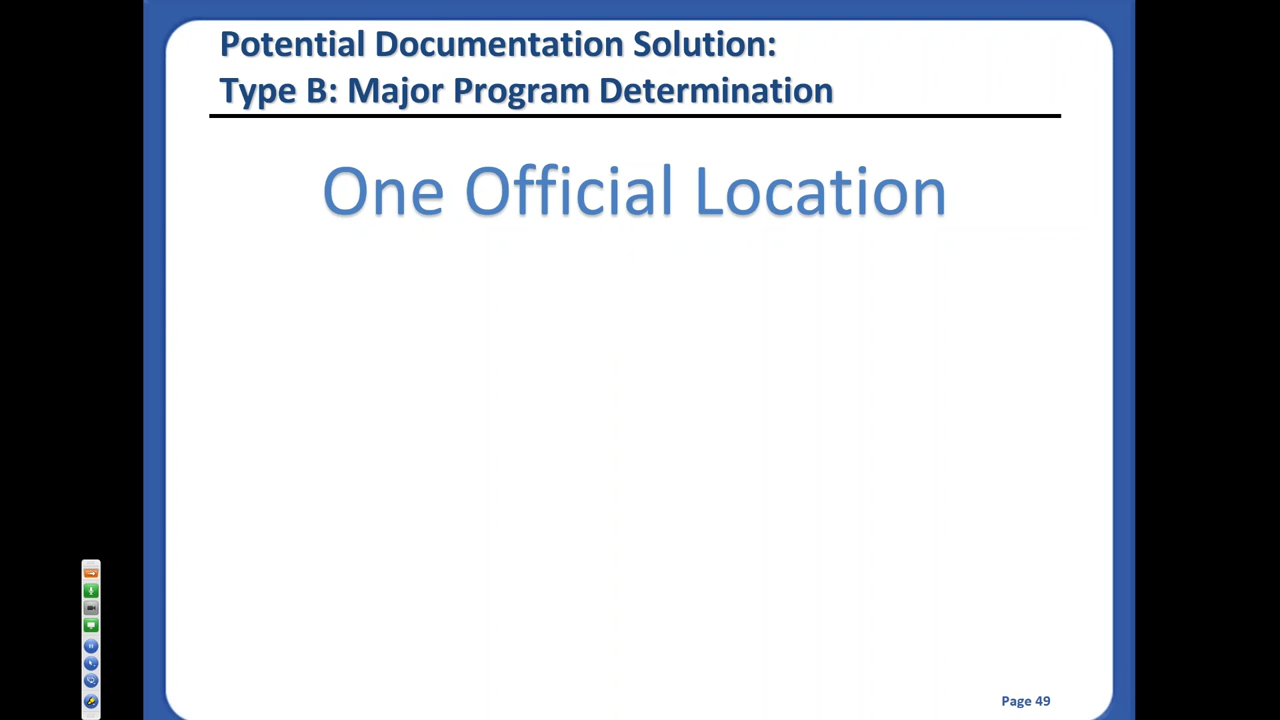 Potential Documentation Solution:
Type B: Major Program Determination
One Official Location
Page 49